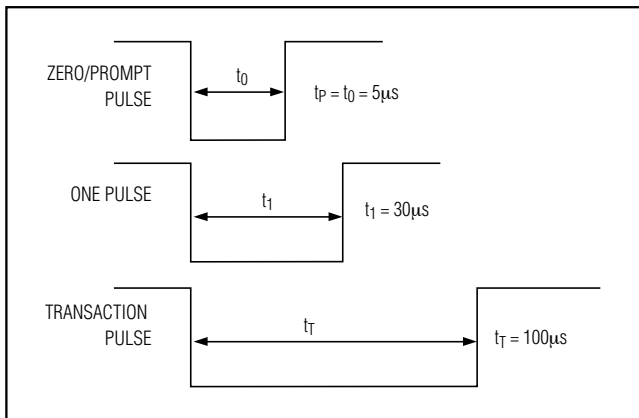 ZERO/PROMPT
PULSE
t0
tP = t0 = 5μs
ONE PULSE
t1
t1 = 30μs
TRANSACTION
PULSE
tT
tT = 100μs